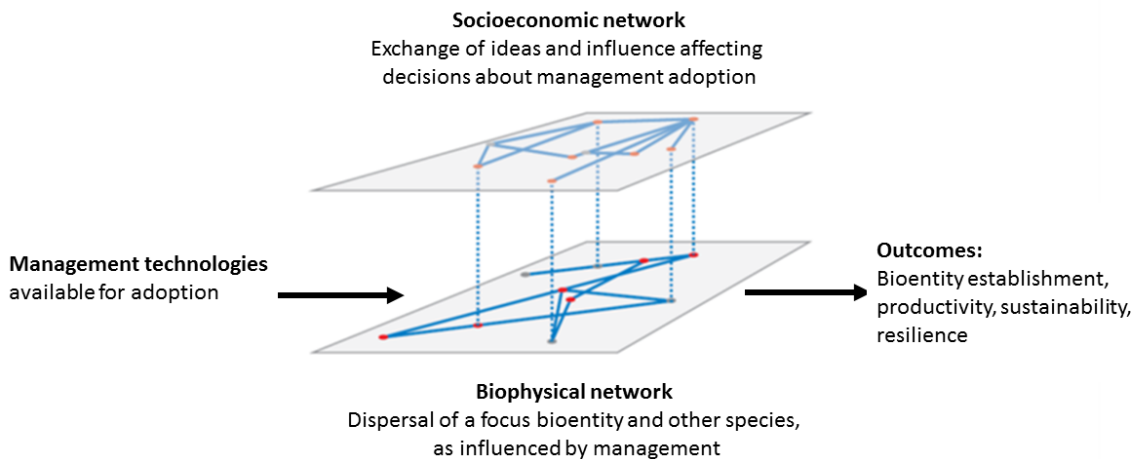 Socioeconomic network
Exchange of ideas and influence affecting
decisions about management adoption
Management technologies
available for adoption
Outcomes:
Bioentity establishment,
productivity, sustainability,
resilience
Biophysical network
Dispersal of a focus bioentity and other species,
as influenced by management